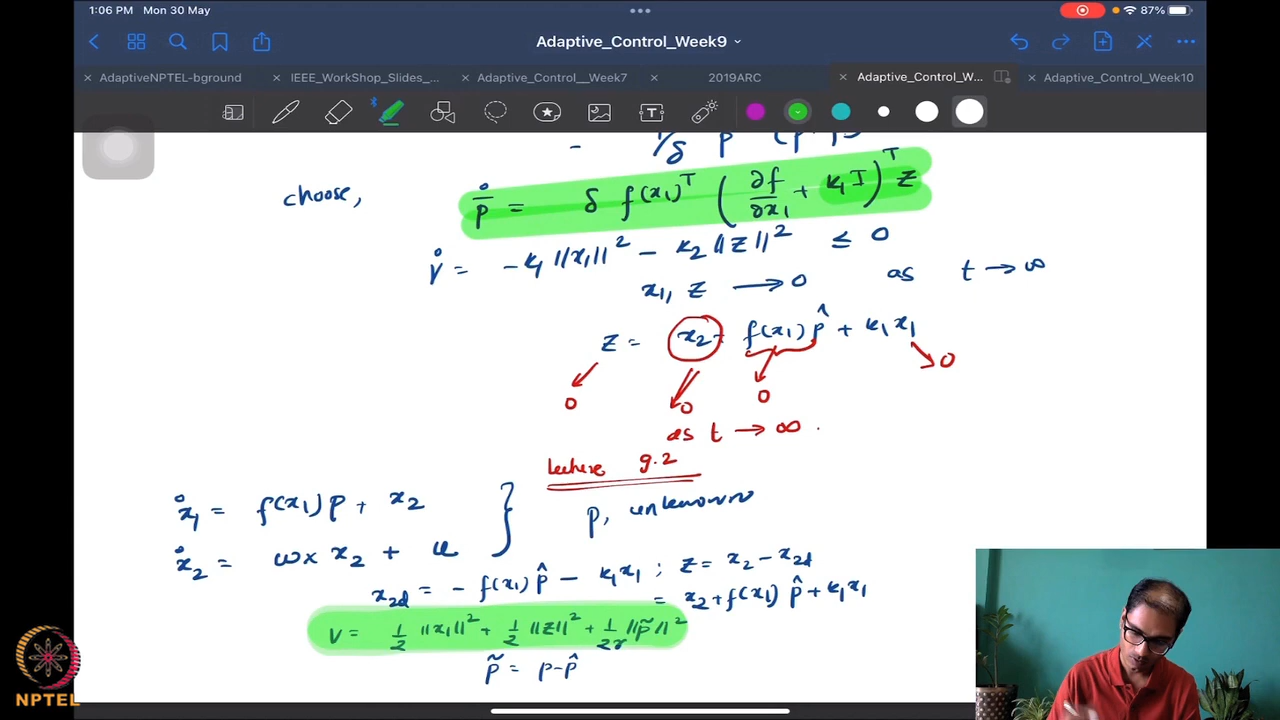 1:06 PM Mon 30 May
87%
Adaptive_Control_Week9
AdaptiveNPTEL-bground
IEEE_WorkShop_Slides_...
Adaptive_Control__Week7
2019ARC
Adaptive_Control_W...
Adaptive_Control_Week10
choose, ṗ = δ f(x₁)ᵀ (∂f/∂x₁ + k₁I)ᵀ z
V̇ = -k₁ ||x₁||² - k₂ ||z||² ≤ 0
x₁, z → 0 as t → ∞
z = x₂ + f(x₁) p̂ + k₁x₁
0 0 0 0
as t → ∞ .
Lecture 9.2
ẋ₁ = f(x₁)p + x₂
p, unknown
ẋ₂ = ω× x₂ + u
x₂d = - f(x₁) p̂ - k₁x₁ ; z = x₂ - x₂d
= x₂ + f(x₁) p̂ + k₁x₁
V = 1/2 ||x₁||² + 1/2 ||z||² + 1/2γ ||p̃||²
p̃ = p - p̂
NPTEL